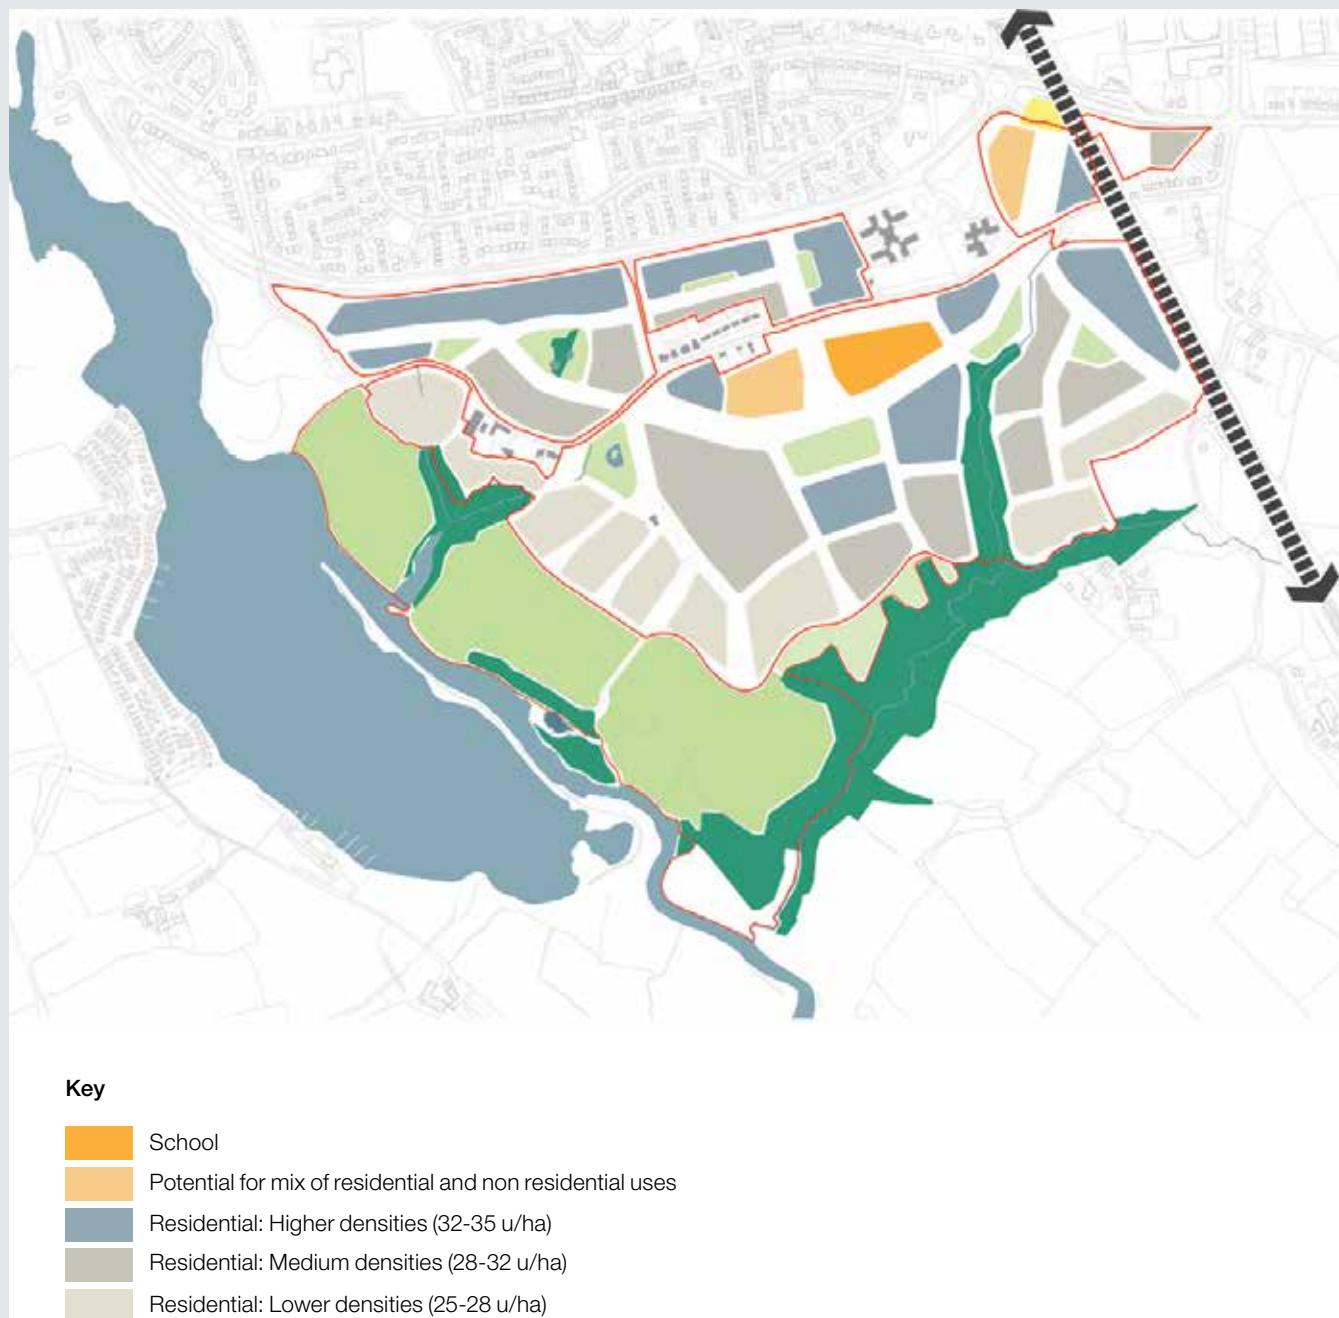 Key
School
Potential for mix of residential and non residential uses
Residential: Higher densities (32-35 u/ha)
Residential: Medium densities (28-32 u/ha)
Residential: Lower densities (25-28 u/ha)